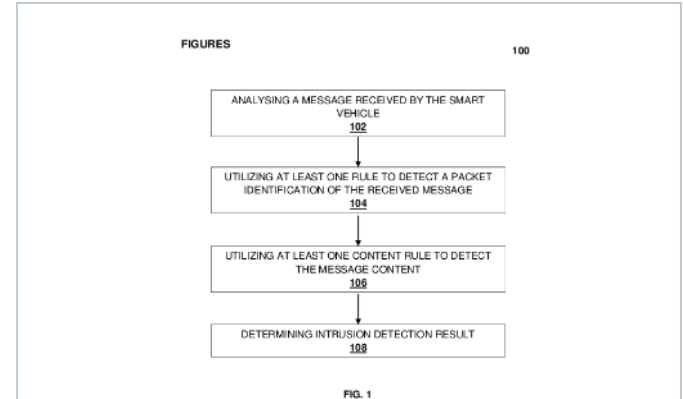 FIGURES
100
ANALYSING A MESSAGE RECEIVED BY THE SMART
VEHICLE
102
UTILIZING AT LEAST ONE RULE TO DETECT A PACKET
IDENTIFICATION OF THE RECEIVED MESSAGE
104
UTILIZING AT LEAST ONE CONTENT RULE TO DETECT
THE MESSAGE CONTENT
106
DETERMINING INTRUSION DETECTION RESULT
108
FIG. 1